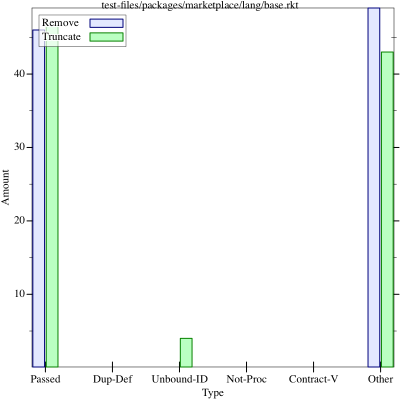 test-files/packages/marketplace/lang/base.rkt
Remove
Truncate
40
30
20
10
Amount
Passed Dup-Def Unbound-ID Not-Proc Contract-V Other
Type